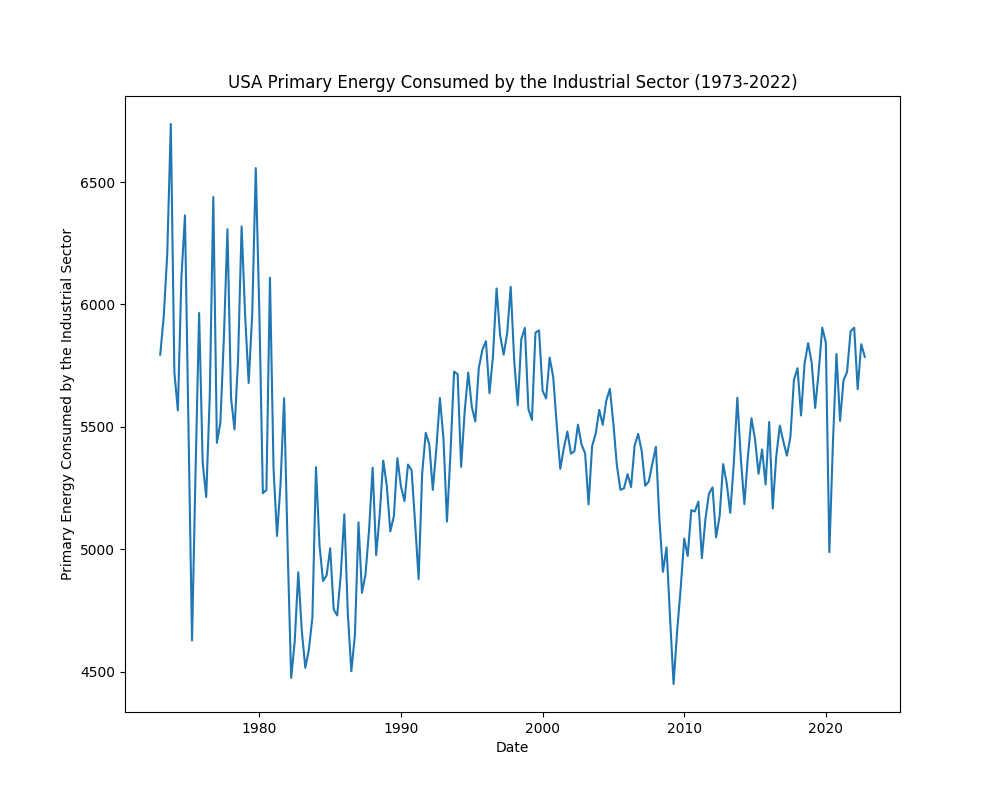 USA Primary Energy Consumed by the Industrial Sector (1973-2022)
Primary Energy Consumed by the Industrial Sector
6500
6000
5500
5000
4500
1980 1990 2000 2010 2020
Date